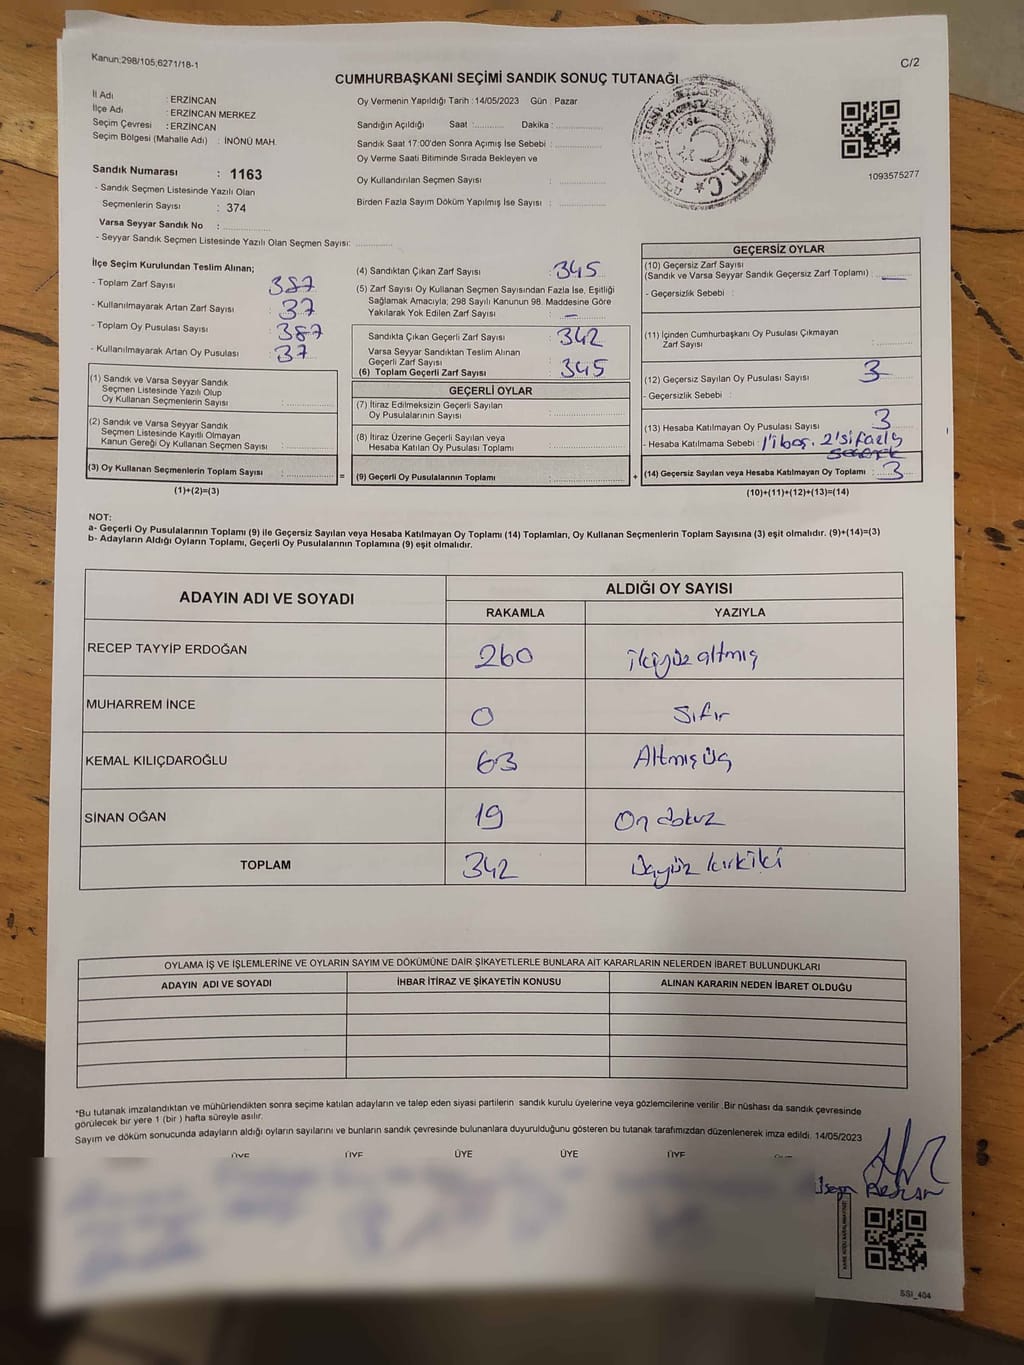 Kanun:298/105;6271/18-1
C/2
CUMHURBAŞKANI SEÇİMİ SANDIK SONUÇ TUTANAĞI
İl Adı : ERZİNCAN
İlçe Adı : ERZİNCAN MERKEZ
Seçim Çevresi : ERZİNCAN
Seçim Bölgesi (Mahalle Adı) : İNÖNÜ MAH.
Sandık Numarası : 1163
- Sandık Seçmen Listesinde Yazılı Olan
Seçmenlerin Sayısı : 374
Varsa Seyyar Sandık No :
- Seyyar Sandık Seçmen Listesinde Yazılı Olan Seçmen Sayısı:
Oy Vermenin Yapıldığı Tarih : 14/05/2023 Gün : Pazar
Sandığın Açıldığı Saat : Dakika :
Sandık Saat 17:00'den Sonra Açımış İse Sebebi :
Oy Verme Saati Bitiminde Sırada Bekleyen ve
Oy Kullandırılan Seçmen Sayısı :
Birden Fazla Sayım Döküm Yapılmış İse Sayısı :
T.C
1093575277
İlçe Seçim Kurulundan Teslim Alınan;
- Toplam Zarf Sayısı : 387
- Kullanılmayarak Artan Zarf Sayısı : 37
- Toplam Oy Pusulası Sayısı : 387
- Kullanılmayarak Artan Oy Pusulası : 37
(1) Sandık ve Varsa Seyyar Sandık
Seçmen Listesinde Yazılı Olup
Oy Kullanan Seçmenlerin Sayısı :
(2) Sandık ve Varsa Seyyar Sandık
Seçmen Listesinde Kayıtlı Olmayan
Kanun Gereği Oy Kullanan Seçmen Sayısı :
(3) Oy Kullanan Seçmenlerin Toplam Sayısı :
(1)+(2)=(3)
(4) Sandıktan Çıkan Zarf Sayısı : 345
(5) Zarf Sayısı Oy Kullanan Seçmen Sayısından Fazla İse, Eşitliği
Sağlamak Amacıyla; 298 Sayılı Kanunun 98. Maddesine Göre
Yakılarak Yok Edilen Zarf Sayısı : –
Sandıkta Çıkan Geçerli Zarf Sayısı : 342
Varsa Seyyar Sandıktan Teslim Alınan
Geçerli Zarf Sayısı
(6) Toplam Geçerli Zarf Sayısı : 345
GEÇERLİ OYLAR
(7) İtiraz Edilmeksizin Geçerli Sayılan
Oy Pusulalarının Sayısı :
(8) İtiraz Üzerine Geçerli Sayılan veya
Hesaba Katılan Oy Pusulası Toplamı :
= (9) Geçerli Oy Pusulalarının Toplamı : +
GEÇERSİZ OYLAR
(10) Geçersiz Zarf Sayısı
(Sandık ve Varsa Seyyar Sandık Geçersiz Zarf Toplamı) : —
- Geçersizlik Sebebi :
(11) İçinden Cumhurbaşkanı Oy Pusulası Çıkmayan
Zarf Sayısı :
(12) Geçersiz Sayılan Oy Pusulası Sayısı : 3
- Geçersizlik Sebebi :
(13) Hesaba Katılmayan Oy Pusulası Sayısı : 3
- Hesaba Katılmama Sebebi : 1'i boş. 2'si fazla
(14) Geçersiz Sayılan veya Hesaba Katılmayan Oy Toplamı : 3
(10)+(11)+(12)+(13)=(14)
NOT:
a- Geçerli Oy Pusulalarının Toplamı (9) ile Geçersiz Sayılan veya Hesaba Katılmayan Oy Toplamı (14) Toplamları, Oy Kullanan Seçmenlerin Toplam Sayısına (3) eşit olmalıdır. (9)+(14)=(3)
b- Adayların Aldığı Oyların Toplamı, Geçerli Oy Pusulalarının Toplamına (9) eşit olmalıdır.
ADAYIN ADI VE SOYADI
ALDIĞI OY SAYISI
RAKAMLA YAZIYLA
RECEP TAYYİP ERDOĞAN 260 ikiyüz altmış
MUHARREM İNCE 0 Sıfır
KEMAL KILIÇDAROĞLU 63 Altmış üç
SİNAN OĞAN 19 On dokuz
TOPLAM 342 Üçyüz kırkiki
OYLAMA İŞ VE İŞLEMLERİNE VE OYLARIN SAYIM VE DÖKÜMÜNE DAİR ŞİKAYETLERLE BUNLARA AİT KARARLARIN NELERDEN İBARET BULUNDUKLARI
ADAYIN ADI VE SOYADI İHBAR İTİRAZ VE ŞİKAYETİN KONUSU ALINAN KARARIN NEDEN İBARET OLDUĞU
*Bu tutanak imzalandıktan ve mühürlendikten sonra seçime katılan adayların ve talep eden siyasi partilerin sandık kurulu üyelerine veya gözlemcilerine verilir. Bir nüshası da sandık çevresinde
görülecek bir yere 1 (bir) hafta süreyle asılır.
Sayım ve döküm sonucunda adayların aldığı oyların sayılarını ve bunların sandık çevresinde bulunanlara duyurulduğunu gösteren bu tutanak tarafımızdan düzenlenerek imza edildi. 14/05/2023
ÜYE ÜYE ÜYE ÜYE ÜYE
SSI_404